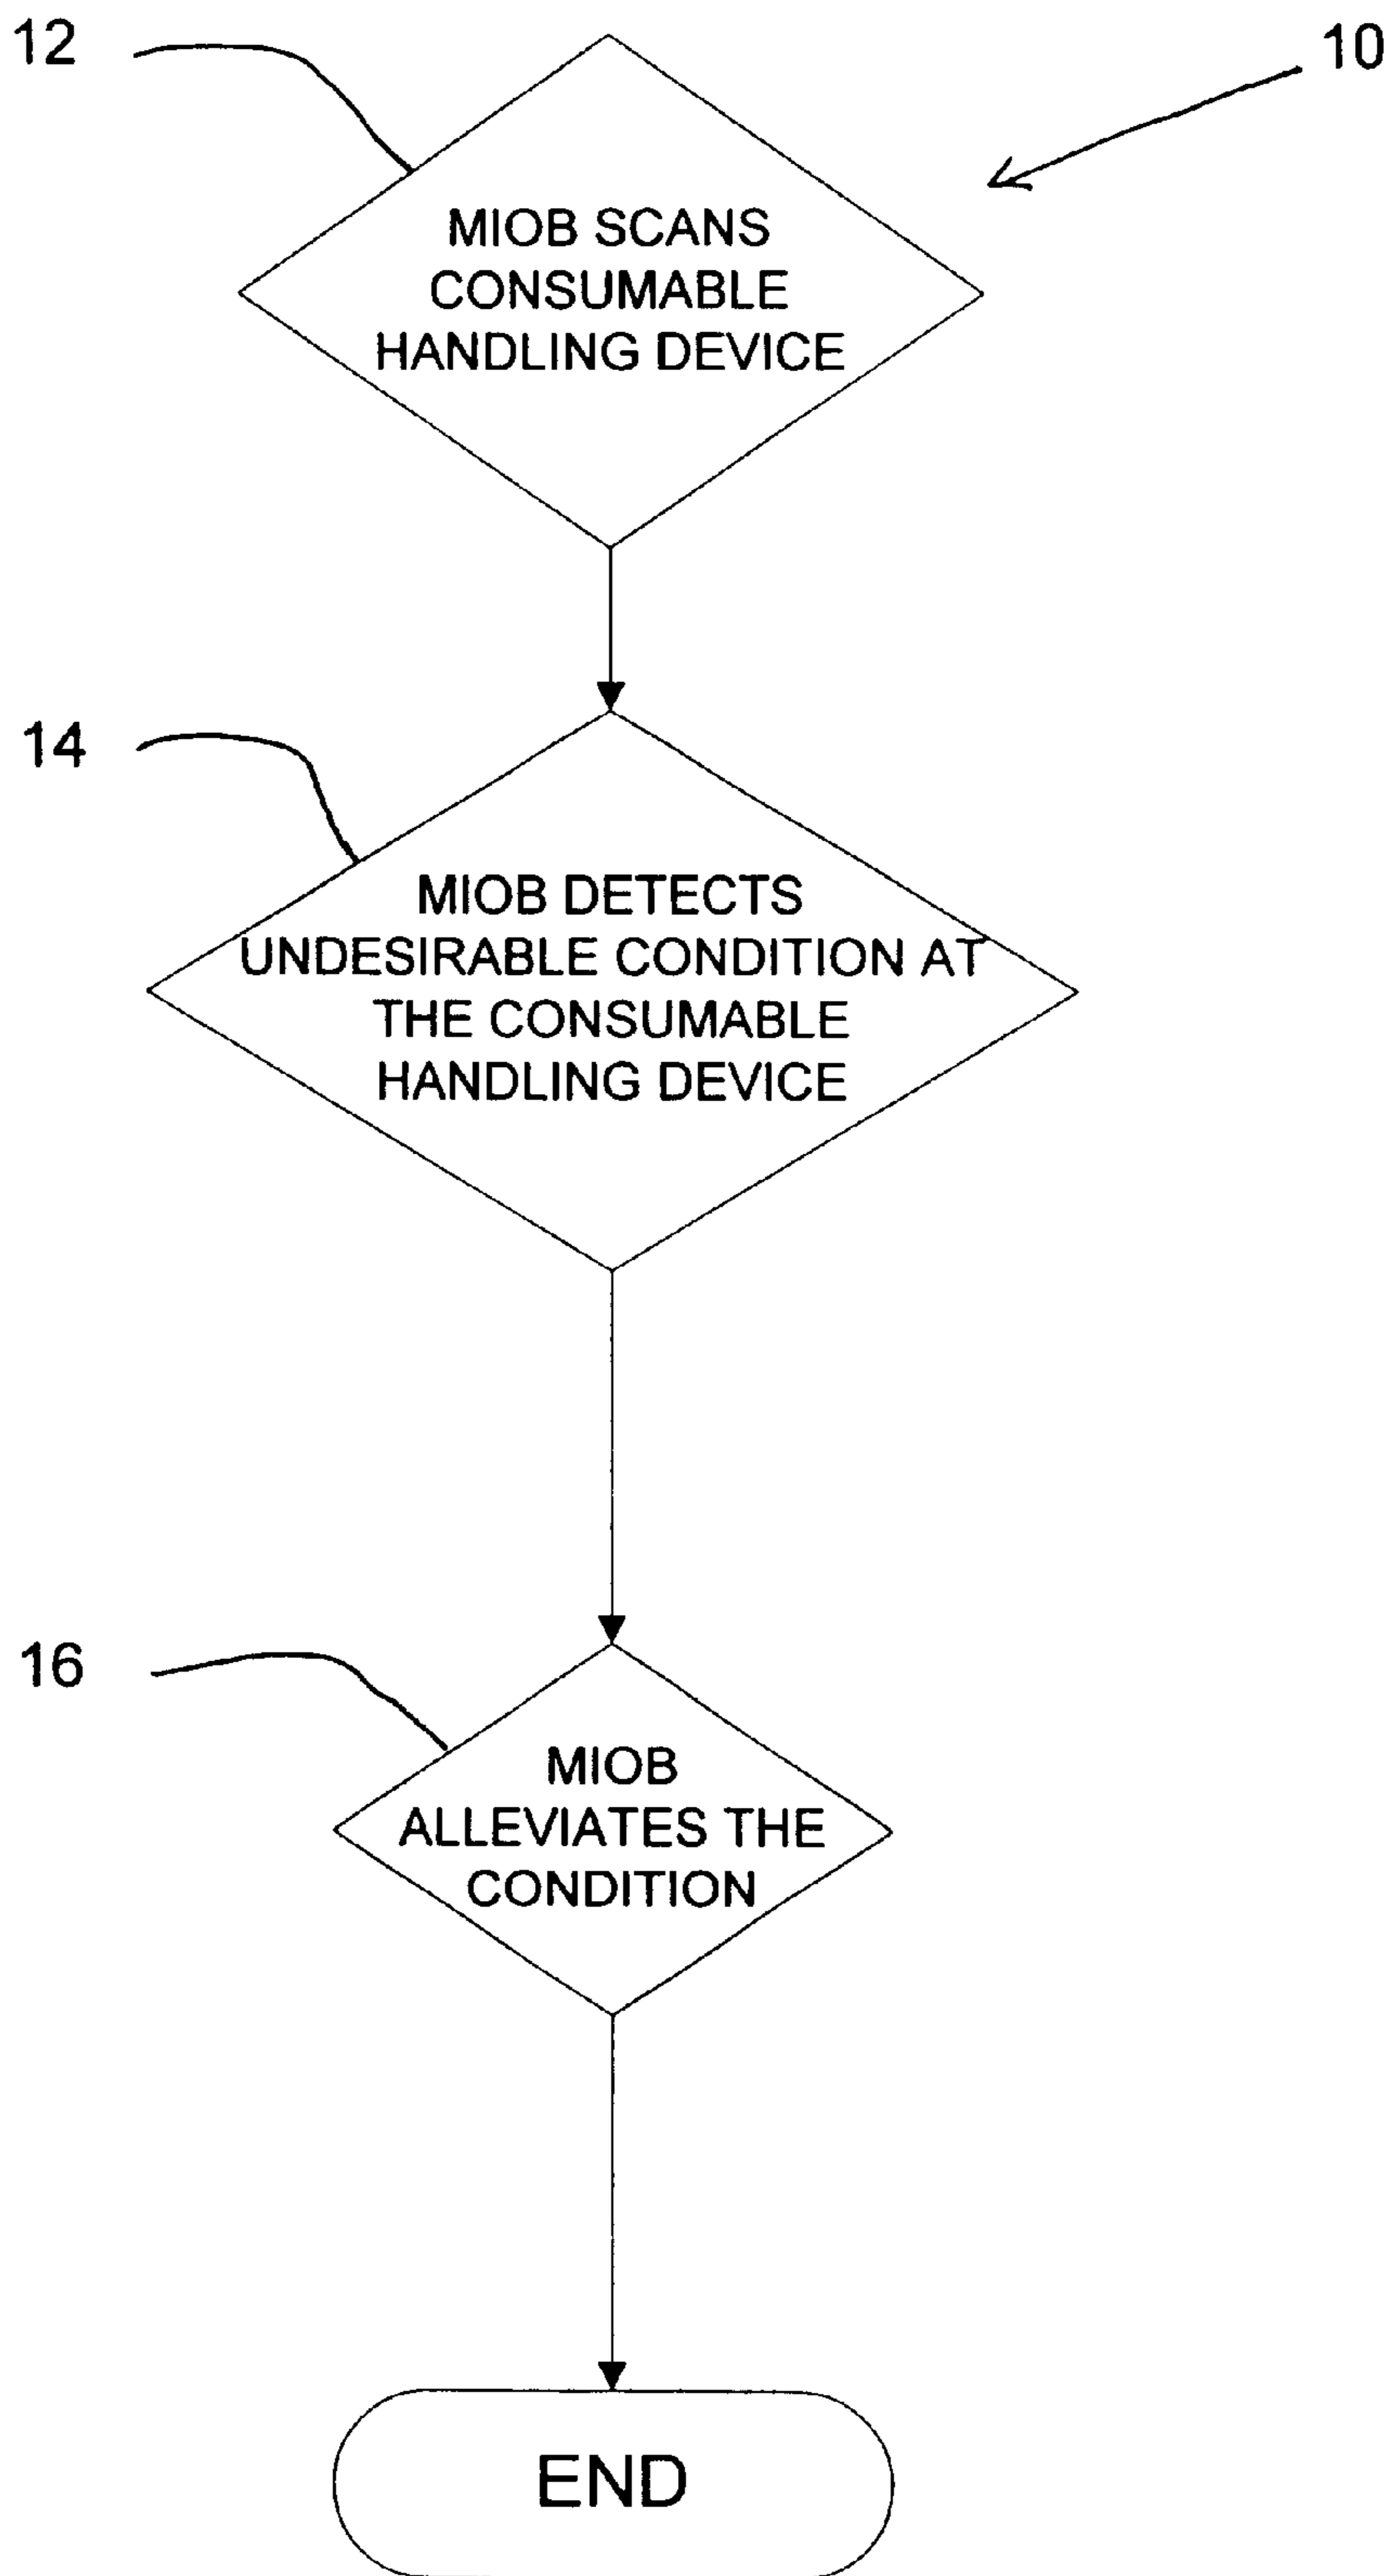 12
10
MIOB SCANS
CONSUMABLE
HANDLING DEVICE
14
MIOB DETECTS
UNDESIRABLE CONDITION AT
THE CONSUMABLE
HANDLING DEVICE
16
MIOB
ALLEVIATES THE
CONDITION
END